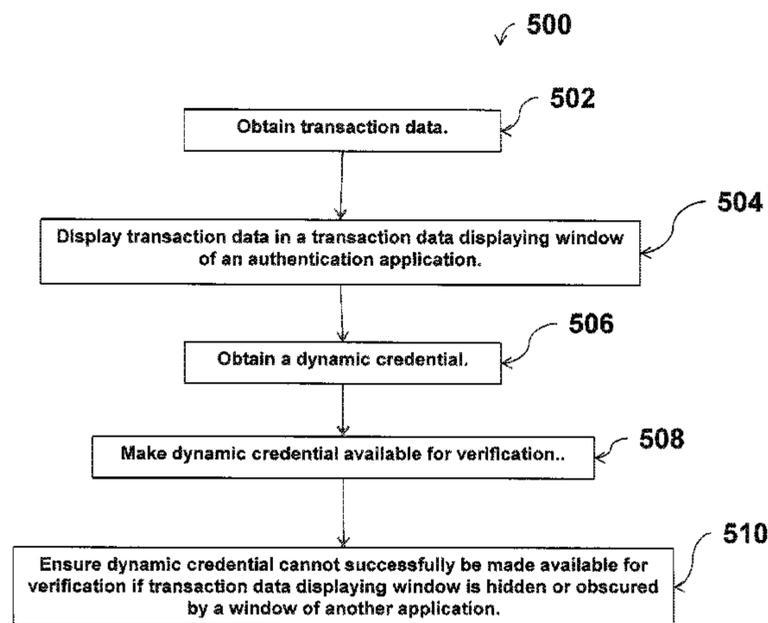 500
502
Obtain transaction data.
504
Display transaction data in a transaction data displaying window
of an authentication application.
506
Obtain a dynamic credential.
508
Make dynamic credential available for verification..
510
Ensure dynamic credential cannot successfully be made available for
verification if transaction data displaying window is hidden or obscured
by a window of another application.